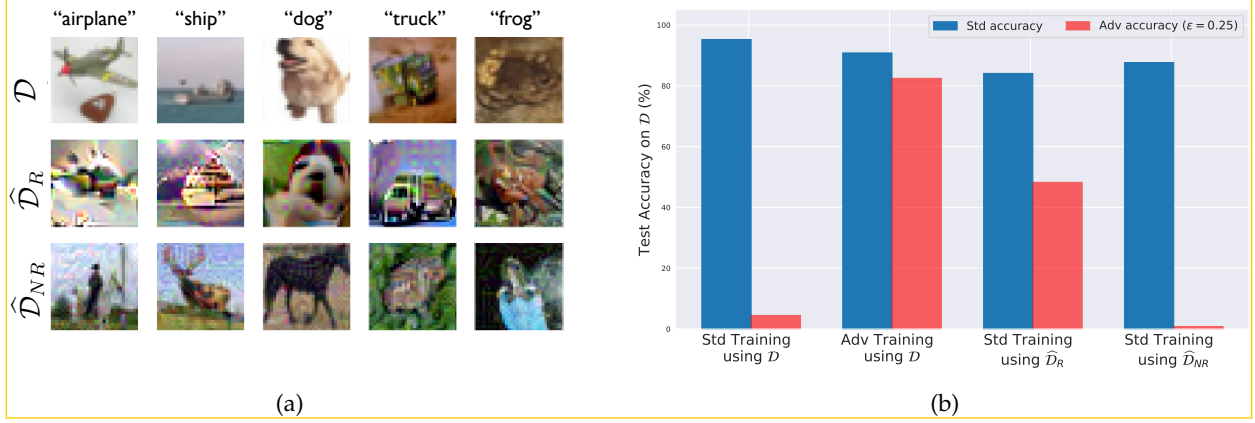 “airplane” “ship” “dog” “truck” “frog”
𝒟
𝒟̂_R
𝒟̂_NR
(a)
Std accuracy Adv accuracy (ε = 0.25)
Test Accuracy on 𝒟 (%)
100
80
60
40
20
0
Std Training using 𝒟
Adv Training using 𝒟
Std Training using 𝒟̂_R
Std Training using 𝒟̂_NR
(b)